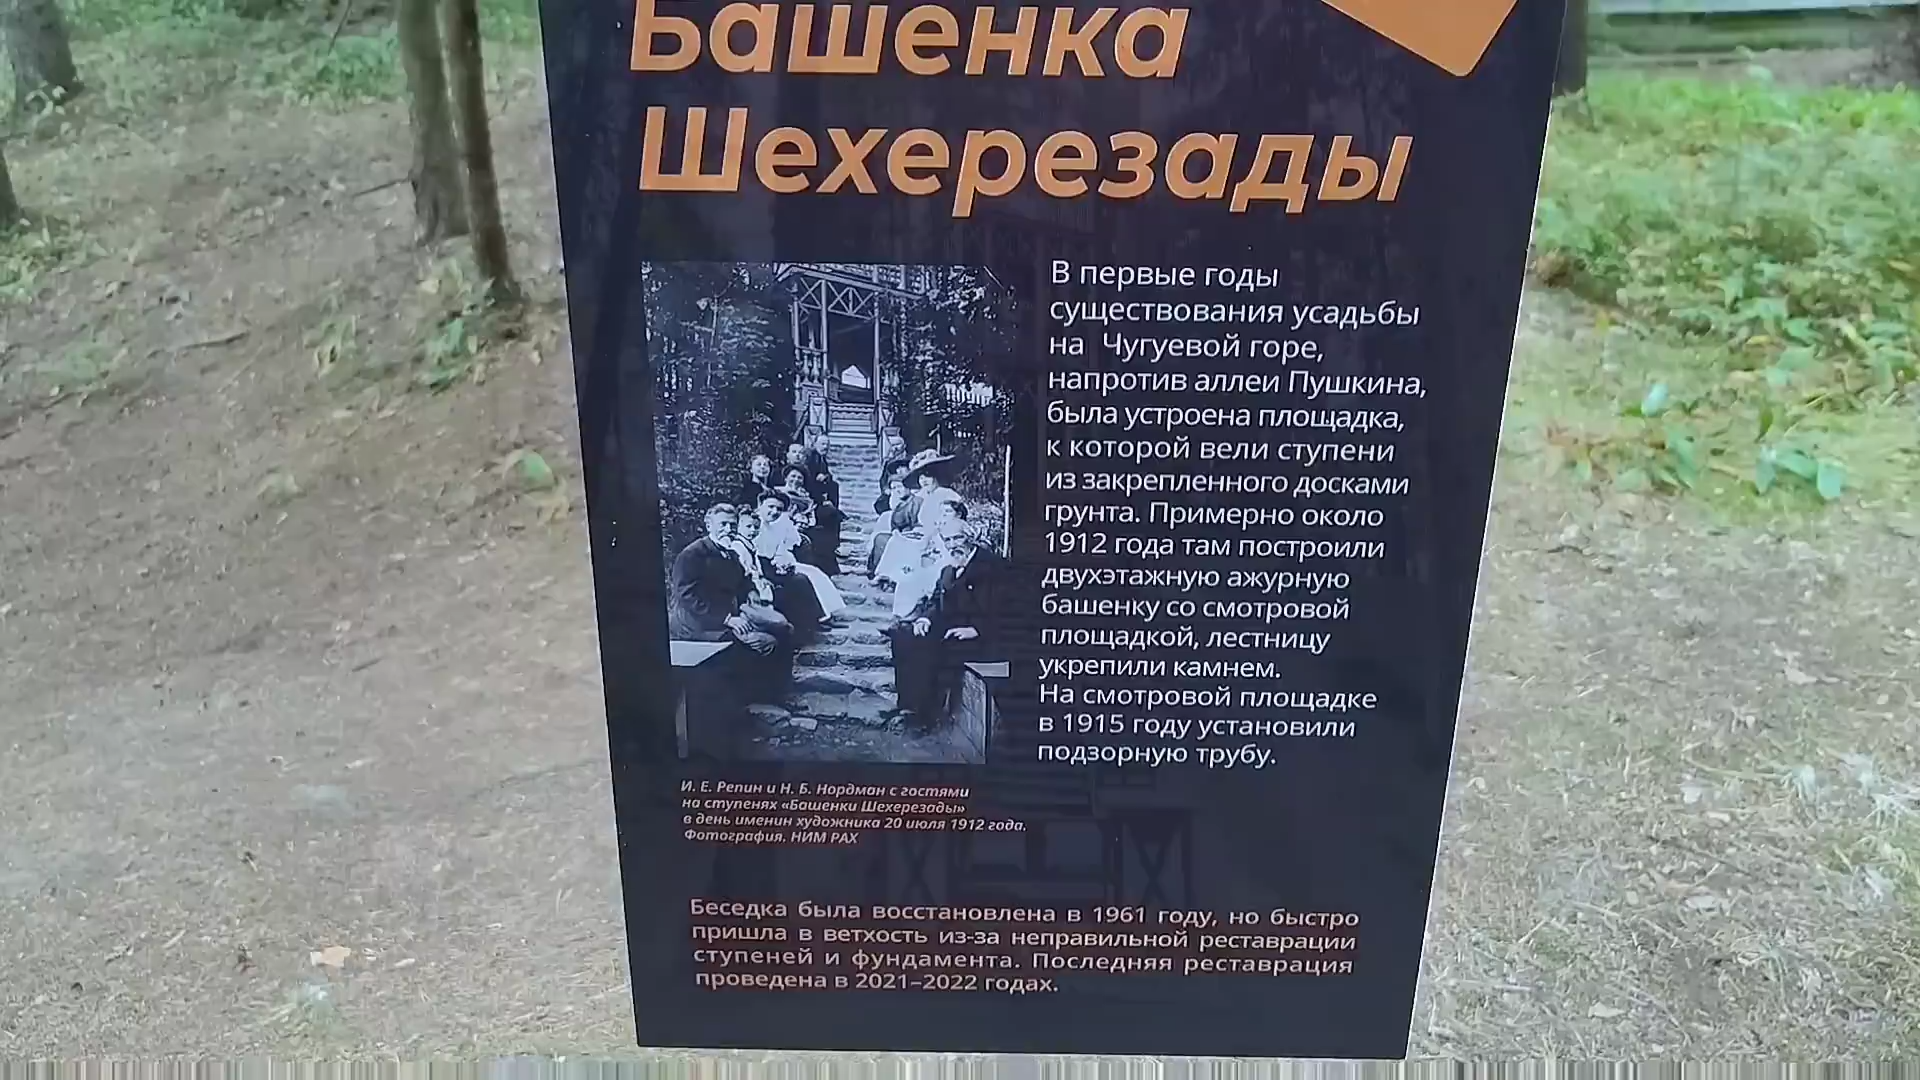 Башенка
Шехерезады
В первые годы
существования усадьбы
на Чугуевой горе,
напротив аллеи Пушкина,
была устроена площадка,
к которой вели ступени
из закрепленного досками
грунта. Примерно около
1912 года там построили
двухэтажную ажурную
башенку со смотровой
площадкой, лестницу
укрепили камнем.
На смотровой площадке
в 1915 году установили
подзорную трубу.
И. Е. Репин и Н. Б. Нордман с гостями
на ступенях «Башенки Шехерезады»
в день именин художника 20 июля 1912 года.
Фотография. НИМ РАХ
Беседка была восстановлена в 1961 году, но быстро
пришла в ветхость из-за неправильной реставрации
ступеней и фундамента. Последняя реставрация
проведена в 2021–2022 годах.